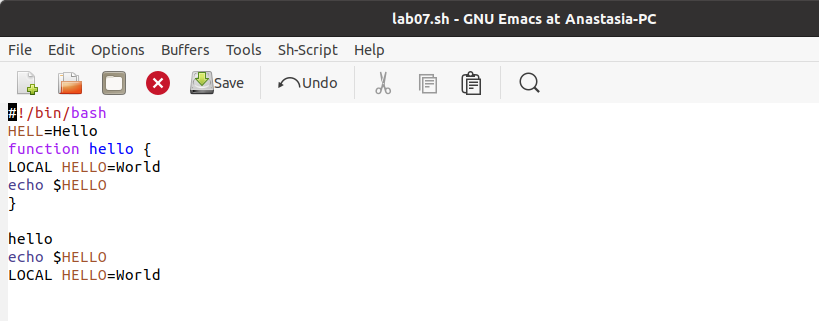 lab07.sh - GNU Emacs at Anastasia-PC
File Edit Options Buffers Tools Sh-Script Help
Save Undo
#!/bin/bash
HELL=Hello
function hello {
LOCAL HELLO=World
echo $HELLO
}
hello
echo $HELLO
LOCAL HELLO=World